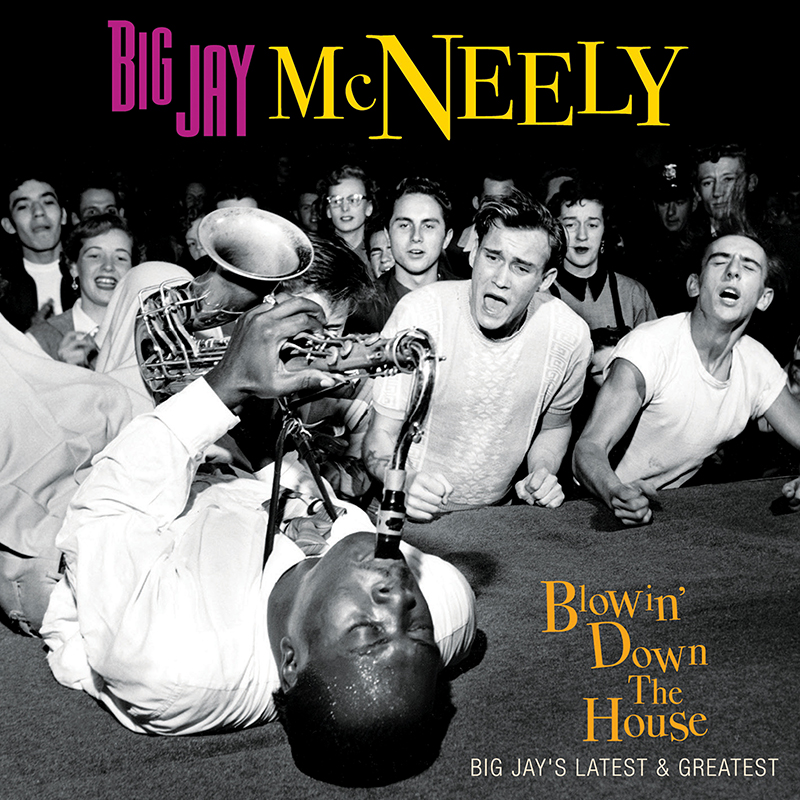 BIG JAY McNEELY
Blowin'
Down
The
House
BIG JAY'S LATEST & GREATEST